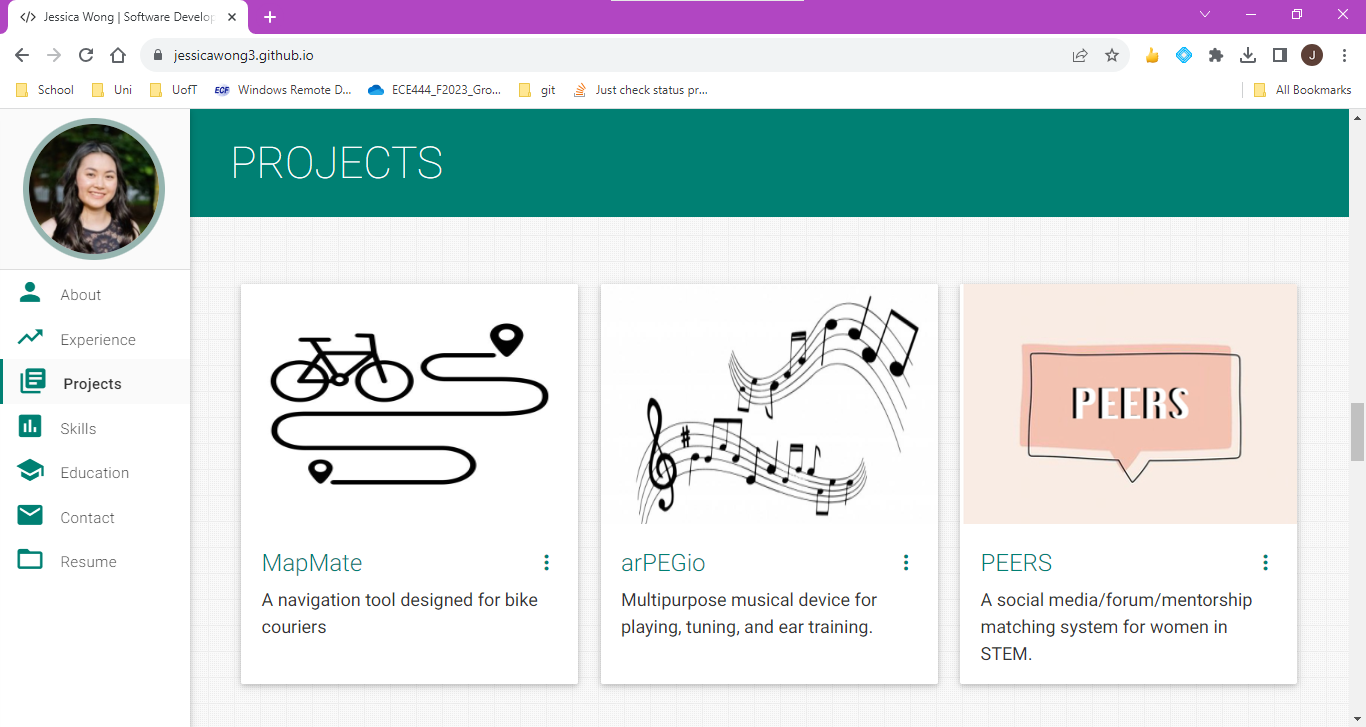 Jessica Wong | Software Develop
jessicawong3.github.io
J
School
Uni
UofT
ECF Windows Remote D...
ECE444_F2023_Gro...
git
Just check status pr...
All Bookmarks
PROJECTS
About
Experience
Projects
Skills
Education
Contact
Resume
PEERS
MapMate
A navigation tool designed for bike
couriers
arPEGio
Multipurpose musical device for
playing, tuning, and ear training.
PEERS
A social media/forum/mentorship
matching system for women in
STEM.